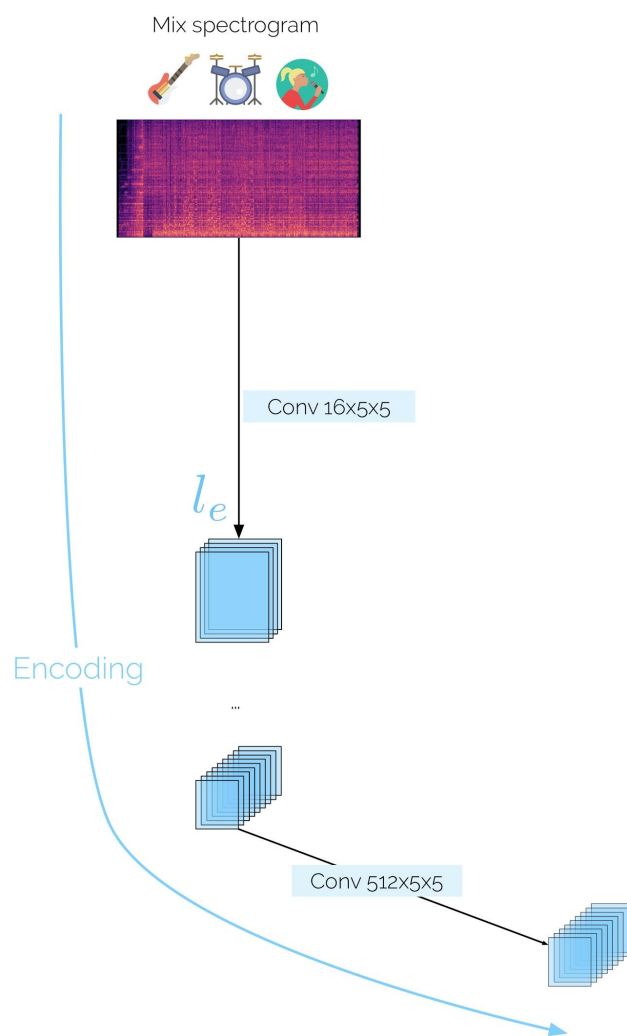 Mix spectrogram
Conv 16x5x5
l_e
Encoding
...
Conv 512x5x5